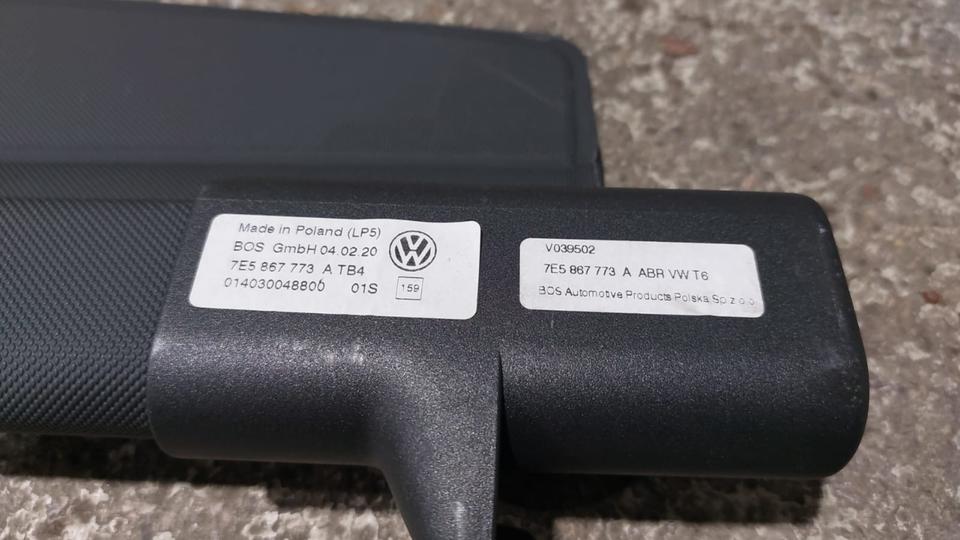 Made in Poland (LP5)
BOS GmbH 04.02.20
7E5 867 773 A TB4
014030048800 01S
159
V039502
7E5 867 773 A ABR VW T6
BOS Automotive Products Polska Sp.z.o.o.